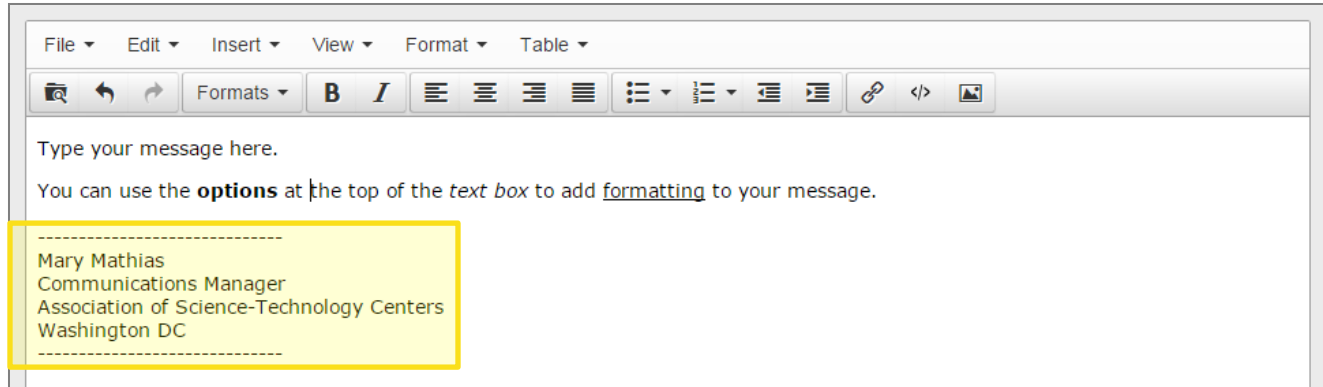 File Edit Insert View Format Table
Formats B I
Type your message here.
You can use the options at the top of the text box to add formatting to your message.
------------------------------
Mary Mathias
Communications Manager
Association of Science-Technology Centers
Washington DC
------------------------------